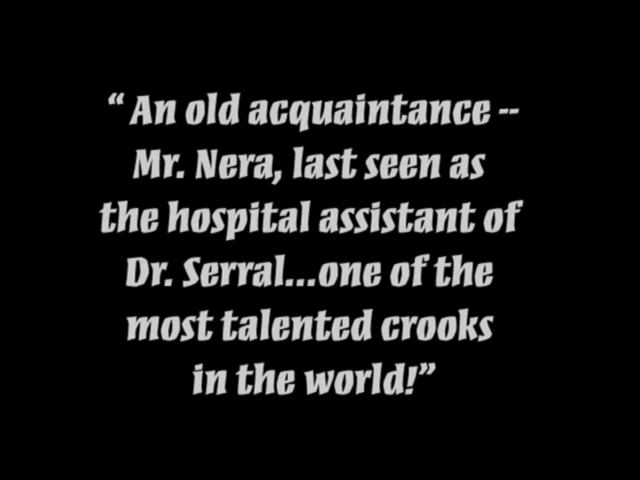 “ An old acquaintance --
Mr. Nera, last seen as
the hospital assistant of
Dr. Serral...one of the
most talented crooks
in the world!”